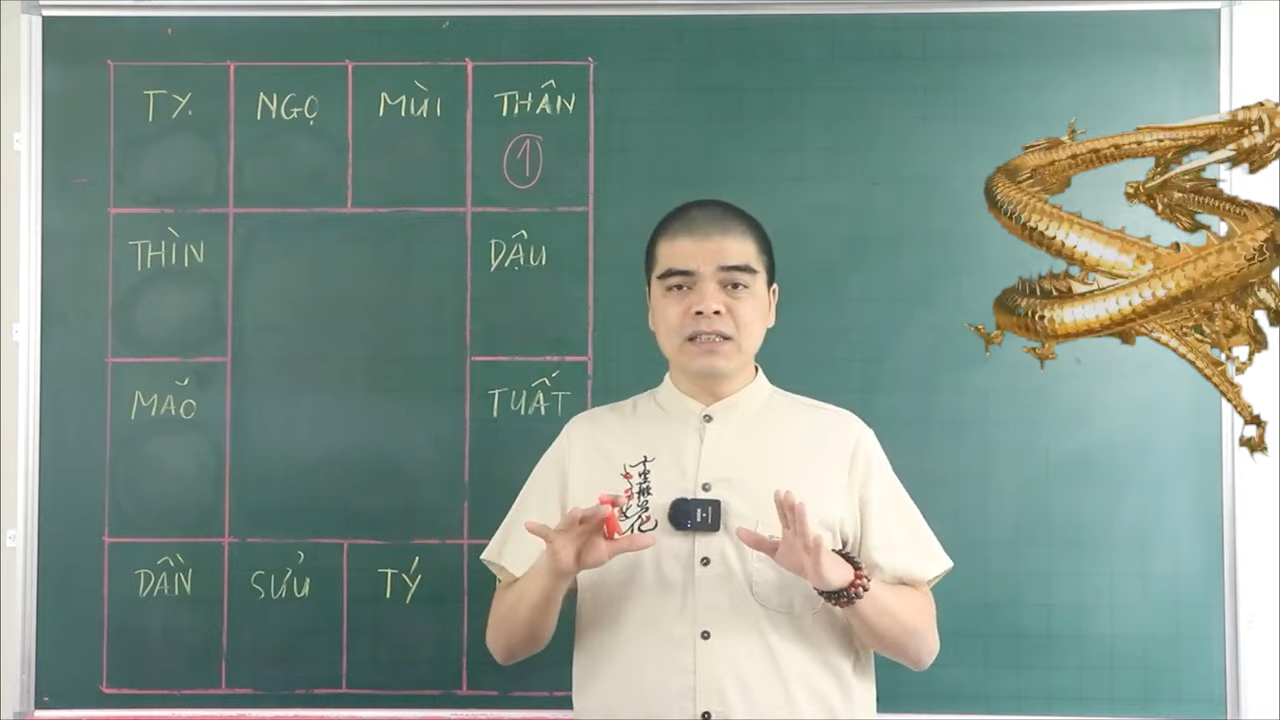 TỴ NGỌ MÙI THÂN
①
THÌN DẬU
MÃO TUẤT
DẦN SỬU TÝ